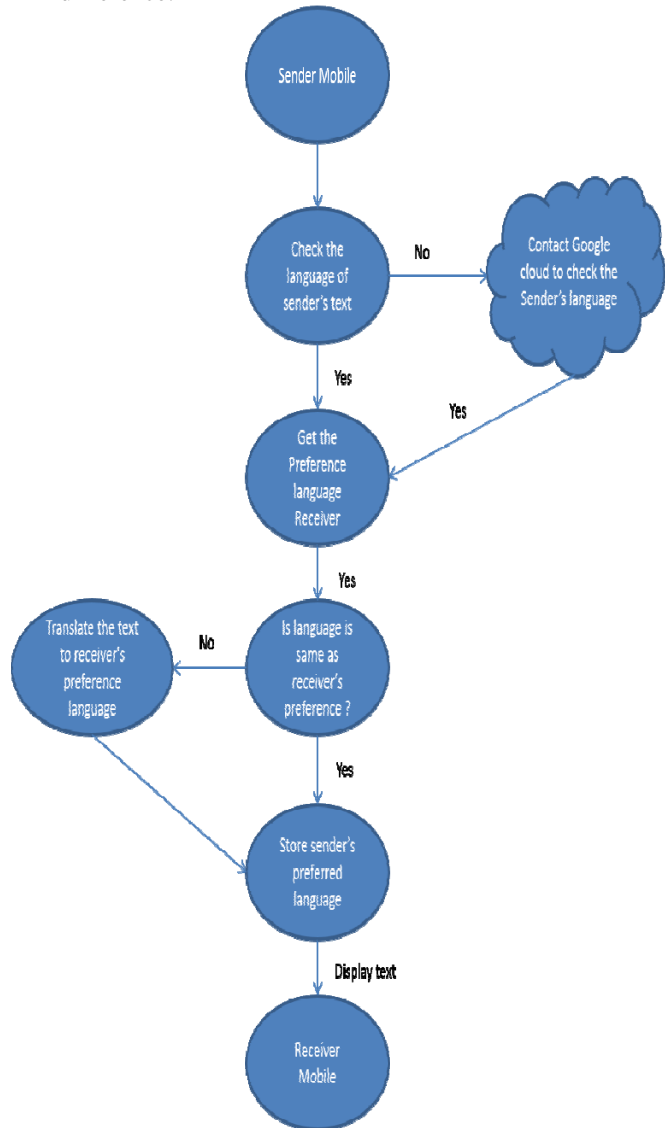 Sender Mobile
Check the
language of
sender's text
No
Contact Google
cloud to check the
Sender's language
Yes
Yes
Get the
Preference
language
Receiver
Yes
Translate the text
to receiver's
preference
language
No
Is language is
same as
receiver's
preference ?
Yes
Store sender's
preferred
language
Display text
Receiver
Mobile